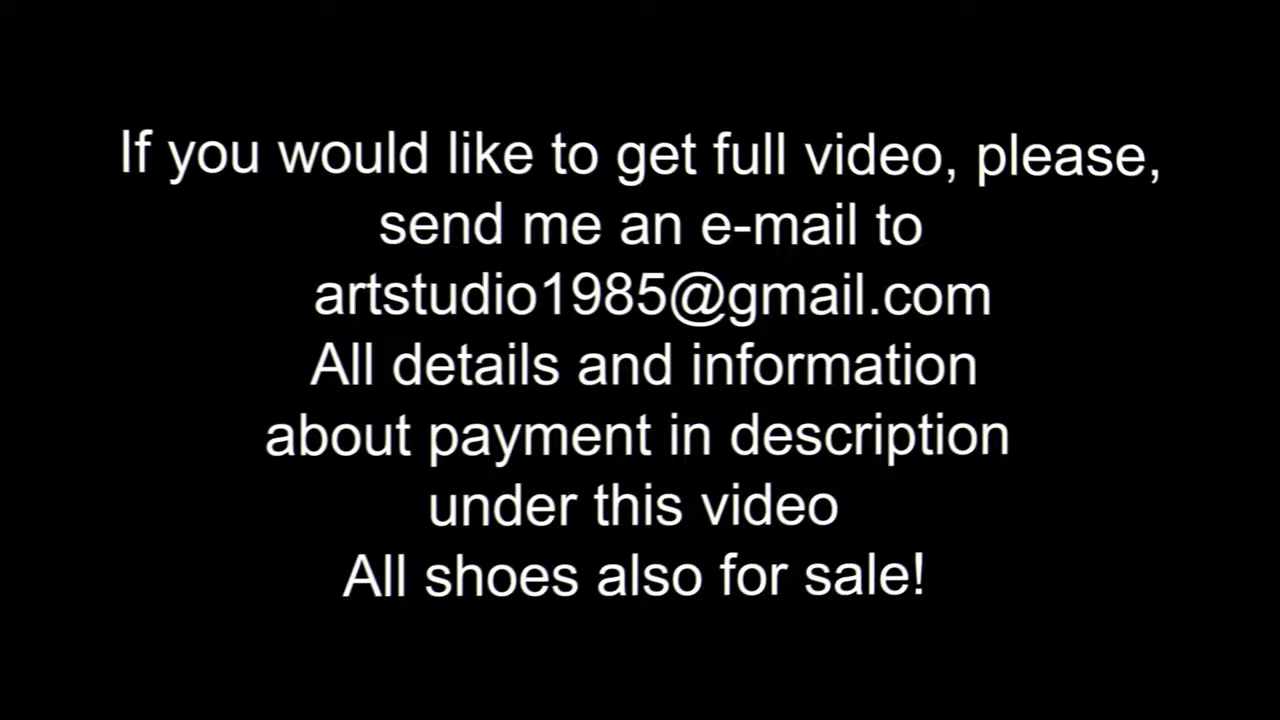 If you would like to get full video, please,
send me an e-mail to
artstudio1985@gmail.com
All details and information
about payment in description
under this video
All shoes also for sale!